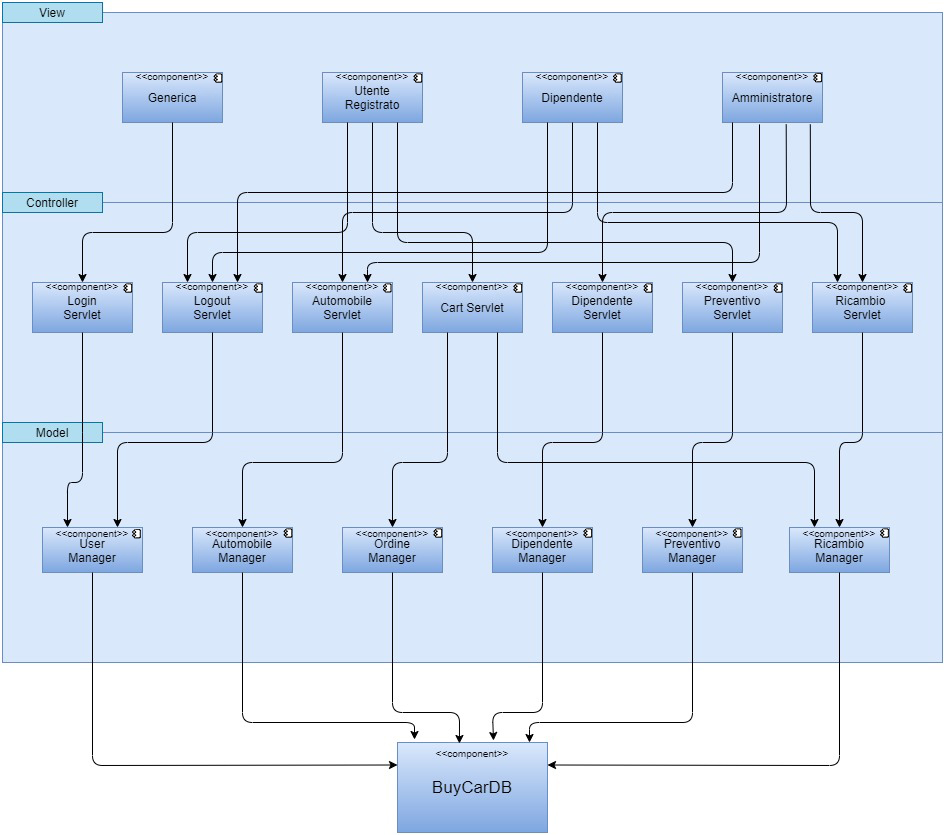 View
<<component>>
Generica
<<component>>
Utente
Registrato
<<component>>
Dipendente
<<component>>
Amministratore
Controller
<<component>>
Login
Servlet
<<component>>
Logout
Servlet
<<component>>
Automobile
Servlet
<<component>>
Cart Servlet
<<component>>
Dipendente
Servlet
<<component>>
Preventivo
Servlet
<<component>>
Ricambio
Servlet
Model
<<component>>
User
Manager
<<component>>
Automobile
Manager
<<component>>
Ordine
Manager
<<component>>
Dipendente
Manager
<<component>>
Preventivo
Manager
<<component>>
Ricambio
Manager
<<component>>
BuyCarDB